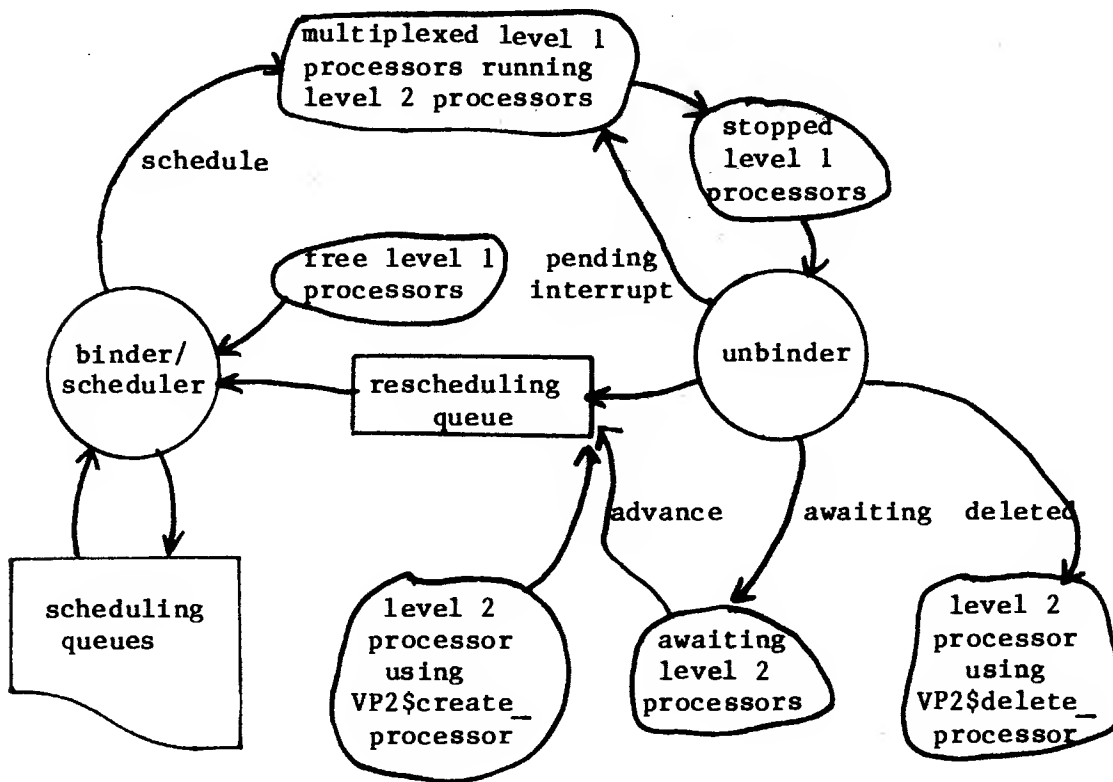 multiplexed level 1
processors running
level 2 processors
stopped
level 1
processors
schedule
free level 1
processors
pending
interrupt
binder/
scheduler
unbinder
rescheduling
queue
advance
awaiting
deleted
scheduling
queues
level 2
processor
using
VP2$create_
processor
awaiting
level 2
processors
level 2
processor
using
VP2$delete_
processor